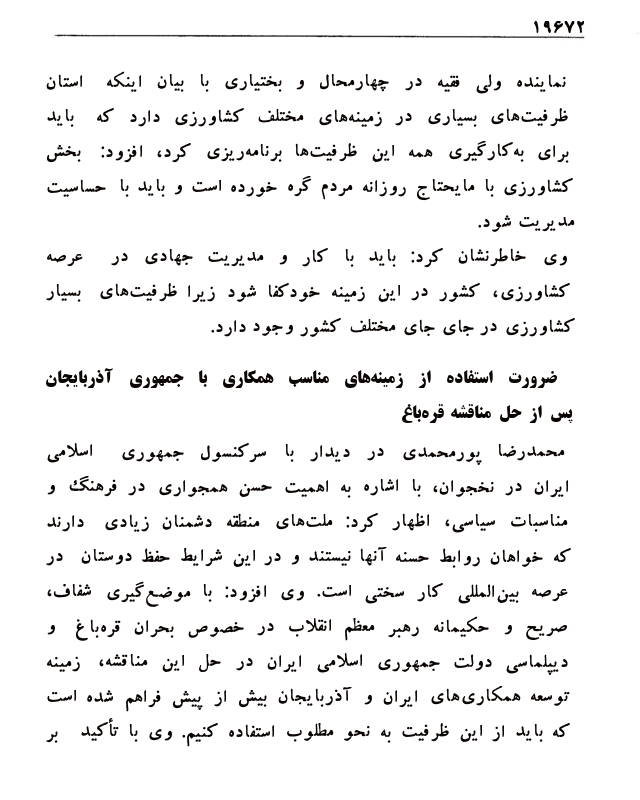 ۱۹۶۷۲
نماینده ولی فقیه در چهارمحال و بختیاری با بیان اینکه استان
ظرفیت‌های بسیاری در زمینه‌های مختلف کشاورزی دارد که باید
برای به‌کارگیری همه این ظرفیت‌ها برنامه‌ریزی کرد، افزود: بخش
کشاورزی با مایحتاج روزانه مردم گره خورده است و باید با حساسیت
مدیریت شود.
وی خاطرنشان کرد: باید با کار و مدیریت جهادی در عرصه
کشاورزی، کشور در این زمینه خودکفا شود زیرا ظرفیت‌های بسیار
کشاورزی در جای جای مختلف کشور وجود دارد.
ضرورت استفاده از زمینه‌های مناسب همکاری با جمهوری آذربایجان
پس از حل مناقشه قره‌باغ
محمدرضا پورمحمدی در دیدار با سرکنسول جمهوری اسلامی
ایران در نخجوان، با اشاره به اهمیت حسن همجواری در فرهنگ و
مناسبات سیاسی، اظهار کرد: ملت‌های منطقه دشمنان زیادی دارند
که خواهان روابط حسنه آنها نیستند و در این شرایط حفظ دوستان در
عرصه بین‌المللی کار سختی است. وی افزود: با موضع‌گیری شفاف،
صریح و حکیمانه رهبر معظم انقلاب در خصوص بحران قره‌باغ و
دیپلماسی دولت جمهوری اسلامی ایران در حل این مناقشه، زمینه
توسعه همکاری‌های ایران و آذربایجان بیش از پیش فراهم شده است
که باید از این ظرفیت به نحو مطلوب استفاده کنیم. وی با تأکید بر